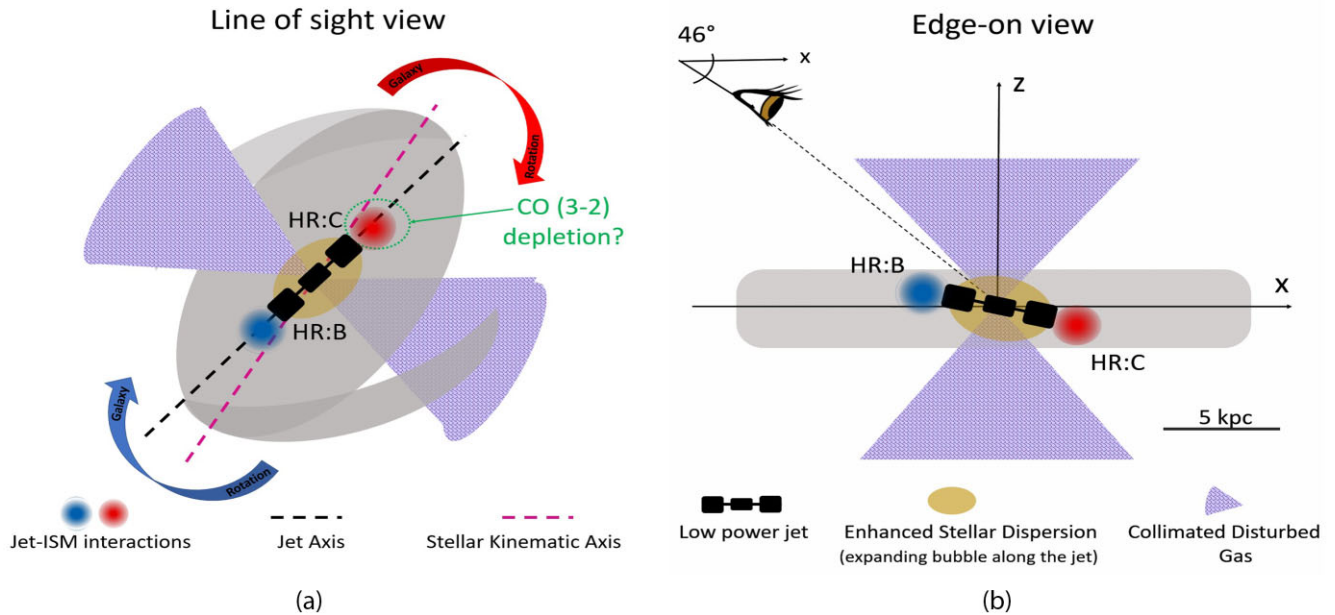 Line of sight view
Galaxy
Rotation
HR:C
CO (3-2)
depletion?
HR:B
Galaxy
Rotation
Jet-ISM interactions
Jet Axis
Stellar Kinematic Axis
(a)
Edge-on view
46°
x
z
HR:B
x
HR:C
5 kpc
Low power jet
Enhanced Stellar Dispersion
(expanding bubble along the jet)
Collimated Disturbed
Gas
(b)